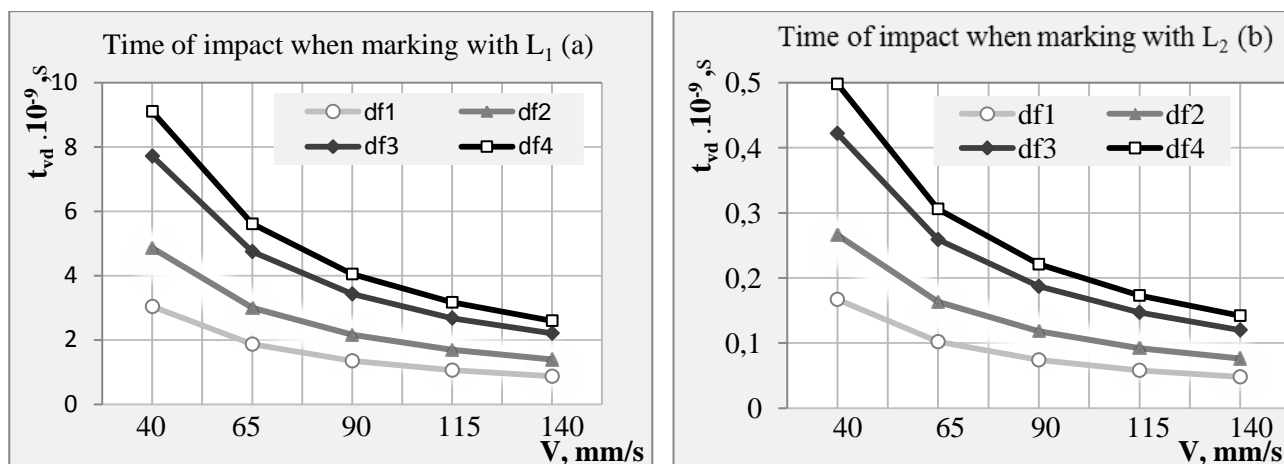 Time of impact when marking with L₁ (a)
t_vd .10⁻⁹,s
10
8
6
4
2
0
df1 df2
df3 df4
40 65 90 115 140
V, mm/s
Time of impact when marking with L₂ (b)
t_vd .10⁻⁹,s
0,5
0,4
0,3
0,2
0,1
0
df1 df2
df3 df4
40 65 90 115 140
V, mm/s